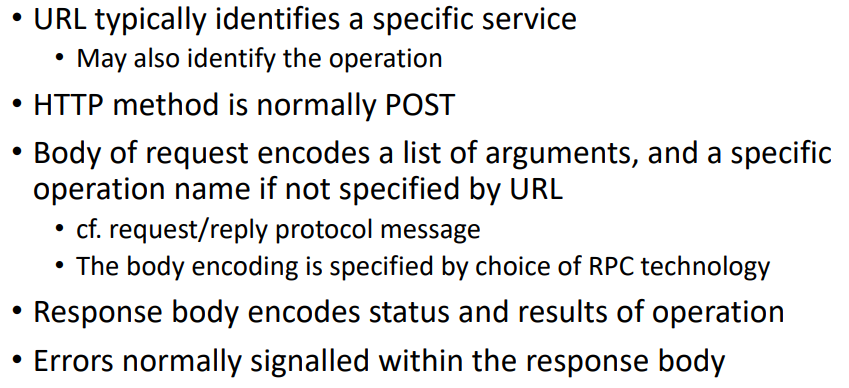 • URL typically identifies a specific service
• May also identify the operation
• HTTP method is normally POST
• Body of request encodes a list of arguments, and a specific
operation name if not specified by URL
• cf. request/reply protocol message
• The body encoding is specified by choice of RPC technology
• Response body encodes status and results of operation
• Errors normally signalled within the response body